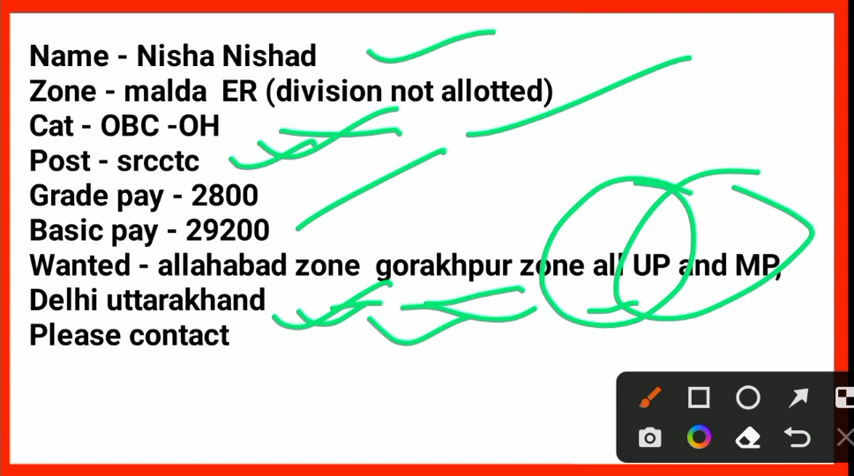 Name - Nisha Nishad
Zone - malda ER (division not allotted)
Cat - OBC -OH
Post - srcctc
Grade pay - 2800
Basic pay - 29200
Wanted - allahabad zone gorakhpur zone all UP and MP,
Delhi uttarakhand
Please contact